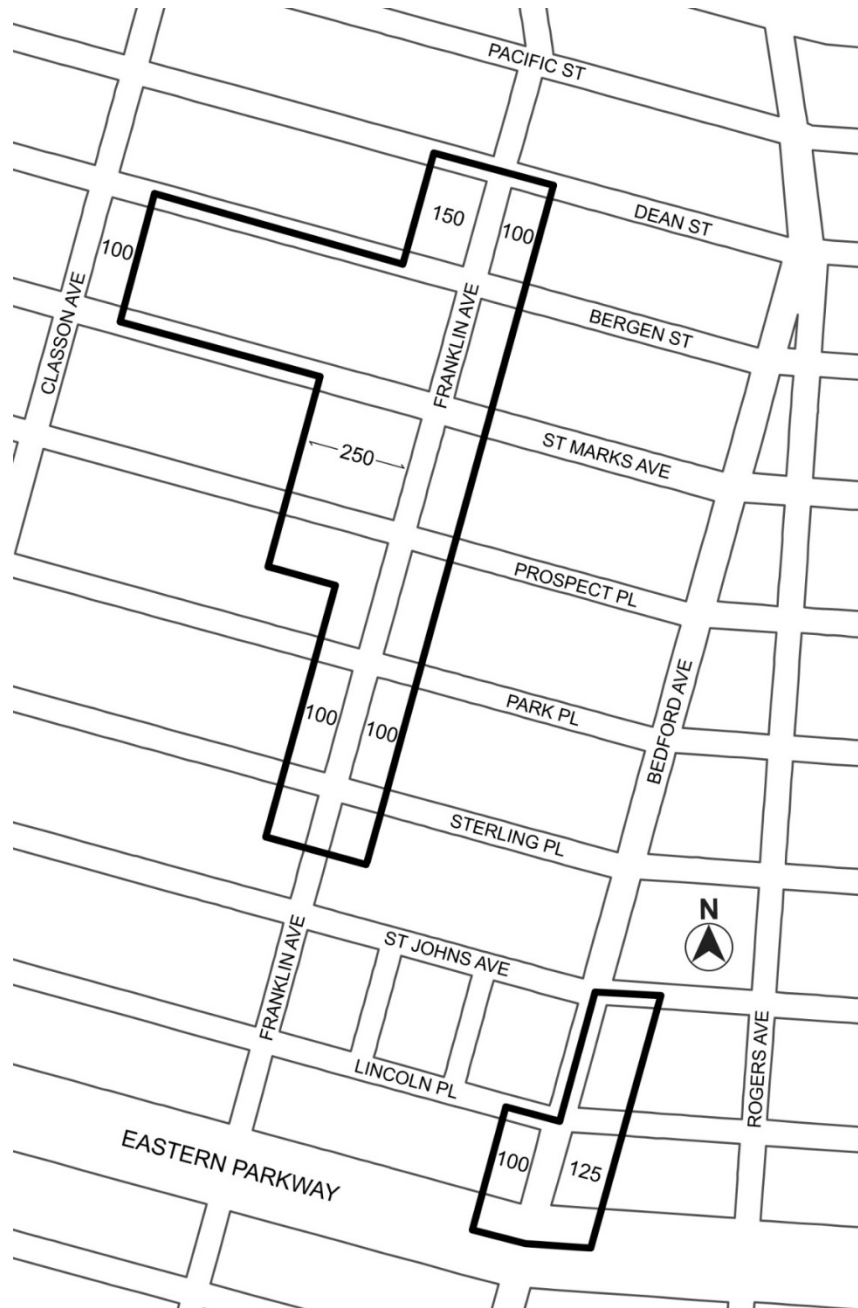 PACIFIC ST
150
100
DEAN ST
100
BERGEN ST
CLASSON AVE
FRANKLIN AVE
250
ST MARKS AVE
PROSPECT PL
100
100
PARK PL
BEDFORD AVE
STERLING PL
N
FRANKLIN AVE
ST JOHNS AVE
ROGERS AVE
LINCOLN PL
EASTERN PARKWAY
100
125